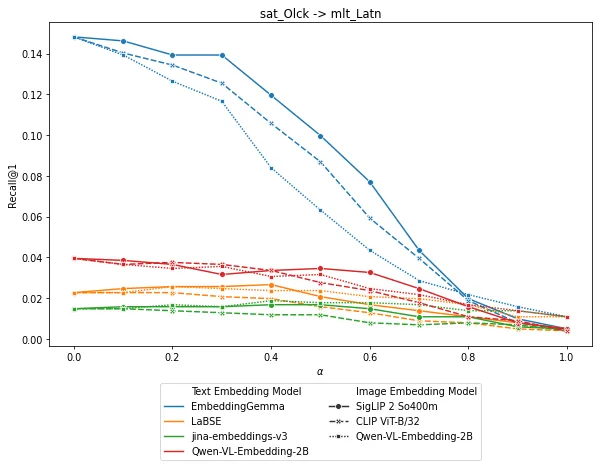 sat_Olck -> mlt_Latn
0.14
0.12
0.10
0.08
0.06
0.04
0.02
0.00
Recall@1
0.0 0.2 0.4 0.6 0.8 1.0
α
Text Embedding Model Image Embedding Model
EmbeddingGemma SigLIP 2 So400m
LaBSE CLIP ViT-B/32
jina-embeddings-v3 Qwen-VL-Embedding-2B
Qwen-VL-Embedding-2B